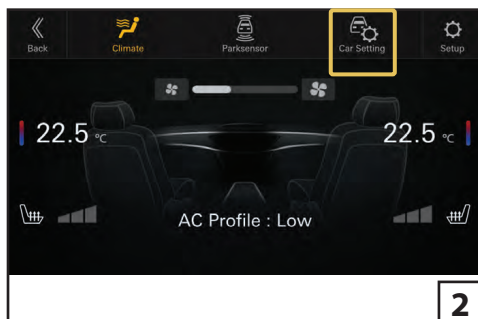 Back Climate Parksensor Car Setting Setup
22.5 °C 22.5 °C
AC Profile : Low
2